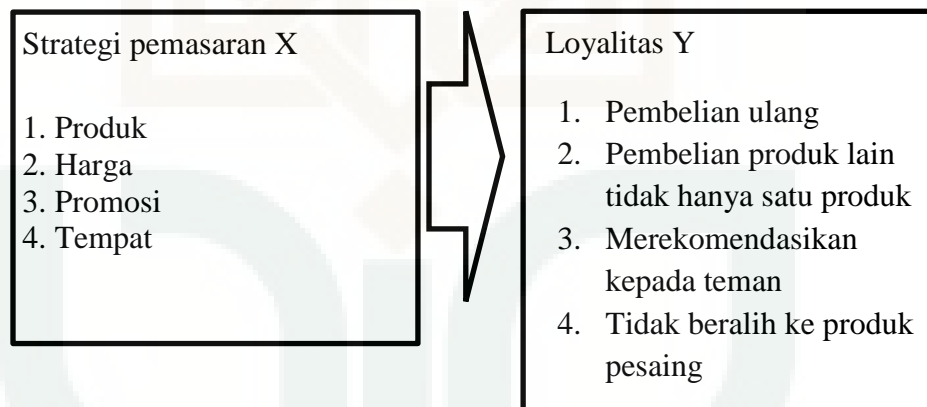 Strategi pemasaran X
1. Produk
2. Harga
3. Promosi
4. Tempat
Loyalitas Y
1. Pembelian ulang
2. Pembelian produk lain
tidak hanya satu produk
3. Merekomendasikan
kepada teman
4. Tidak beralih ke produk
pesaing